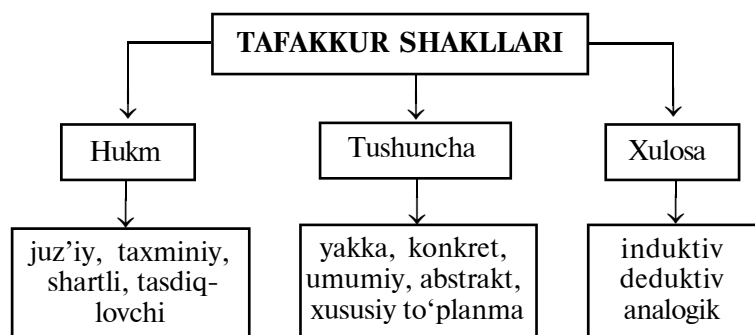 TAFAKKUR SHAKLLARI
Hukm
Tushuncha
Xulosa
juz’iy, taxminiy,
shartli, tasdiq-
lovchi
yakka, konkret,
umumiy, abstrakt,
xususiy to‘planma
induktiv
deduktiv
analogik